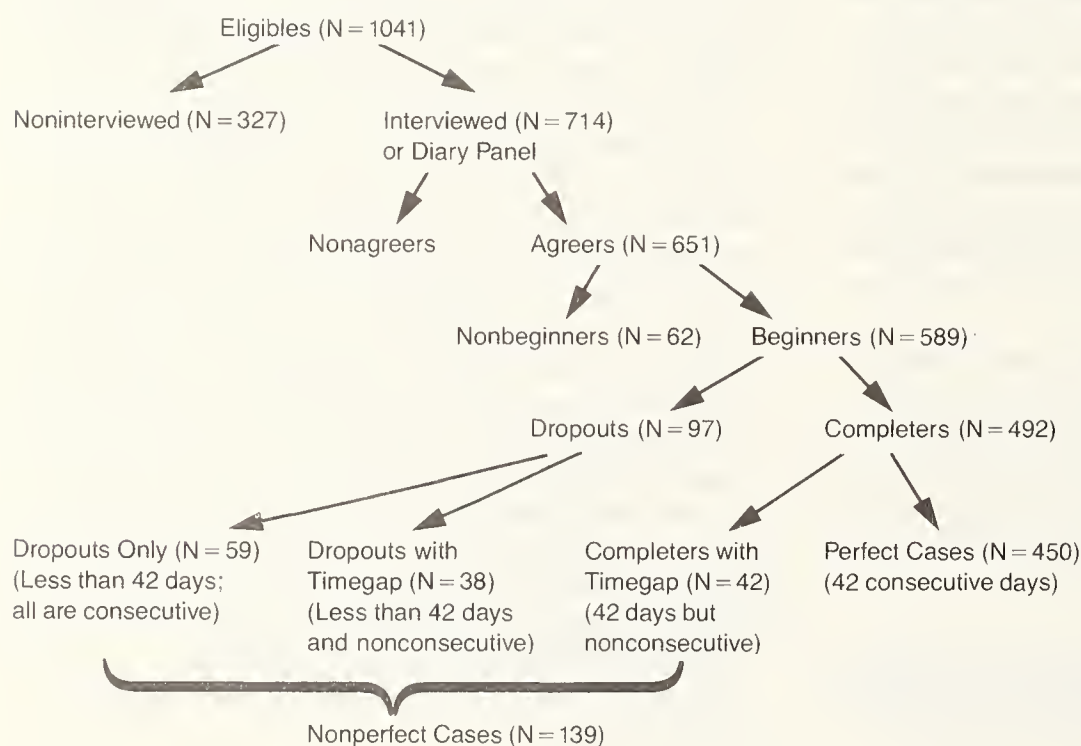 Eligibles (N = 1041)
Noninterviewed (N = 327)
Interviewed (N = 714)
or Diary Panel
Nonagreers
Agreers (N = 651)
Nonbeginners (N = 62)
Beginners (N = 589)
Dropouts (N = 97)
Completers (N = 492)
Dropouts Only (N = 59)
(Less than 42 days;
all are consecutive)
Dropouts with
Timegap (N = 38)
(Less than 42 days
and nonconsecutive)
Completers with
Timegap (N = 42)
(42 days but
nonconsecutive)
Perfect Cases (N = 450)
(42 consecutive days)
Nonperfect Cases (N = 139)